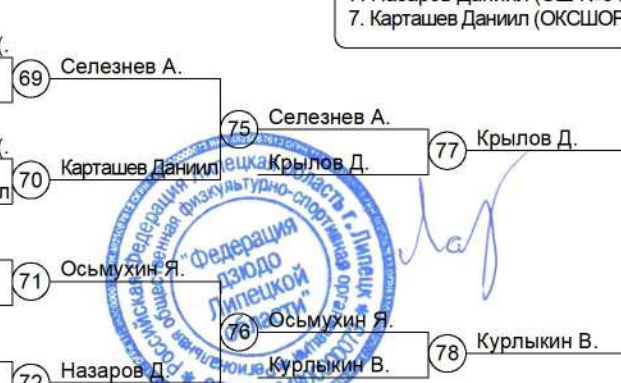 7. Карташев Даниил (ОКСШОР
69 Селезнев А.
75 Селезнев А.
77 Крылов Д.
70 Карташев Даниил
Крылов Д.
71 Осьмухин Я.
76 Осьмухин Я.
78 Курлыкин В.
72 Назаров Д.
Курлыкин В.
"Федерация
дзюдо
Липецкой
области"